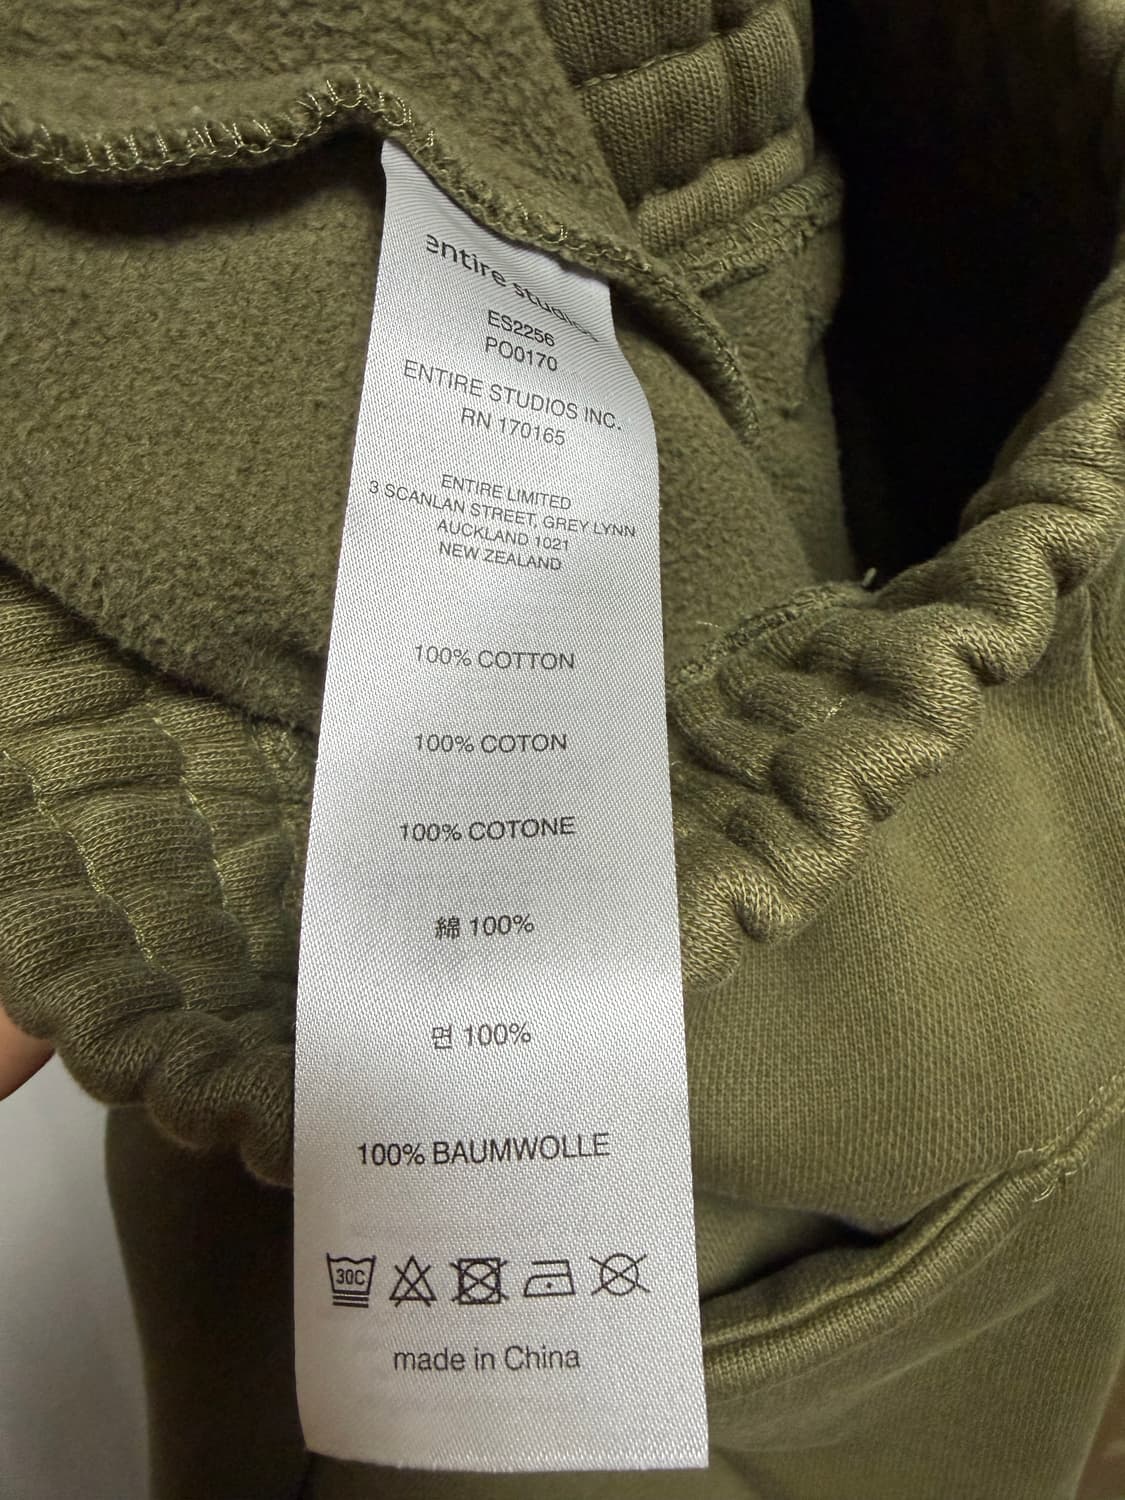 entire studios
ES2256
PO0170
ENTIRE STUDIOS INC.
RN 170165
ENTIRE LIMITED
3 SCANLAN STREET, GREY LYNN
AUCKLAND 1021
NEW ZEALAND
100% COTTON
100% COTON
100% COTONE
綿 100%
면 100%
100% BAUMWOLLE
30C
made in China